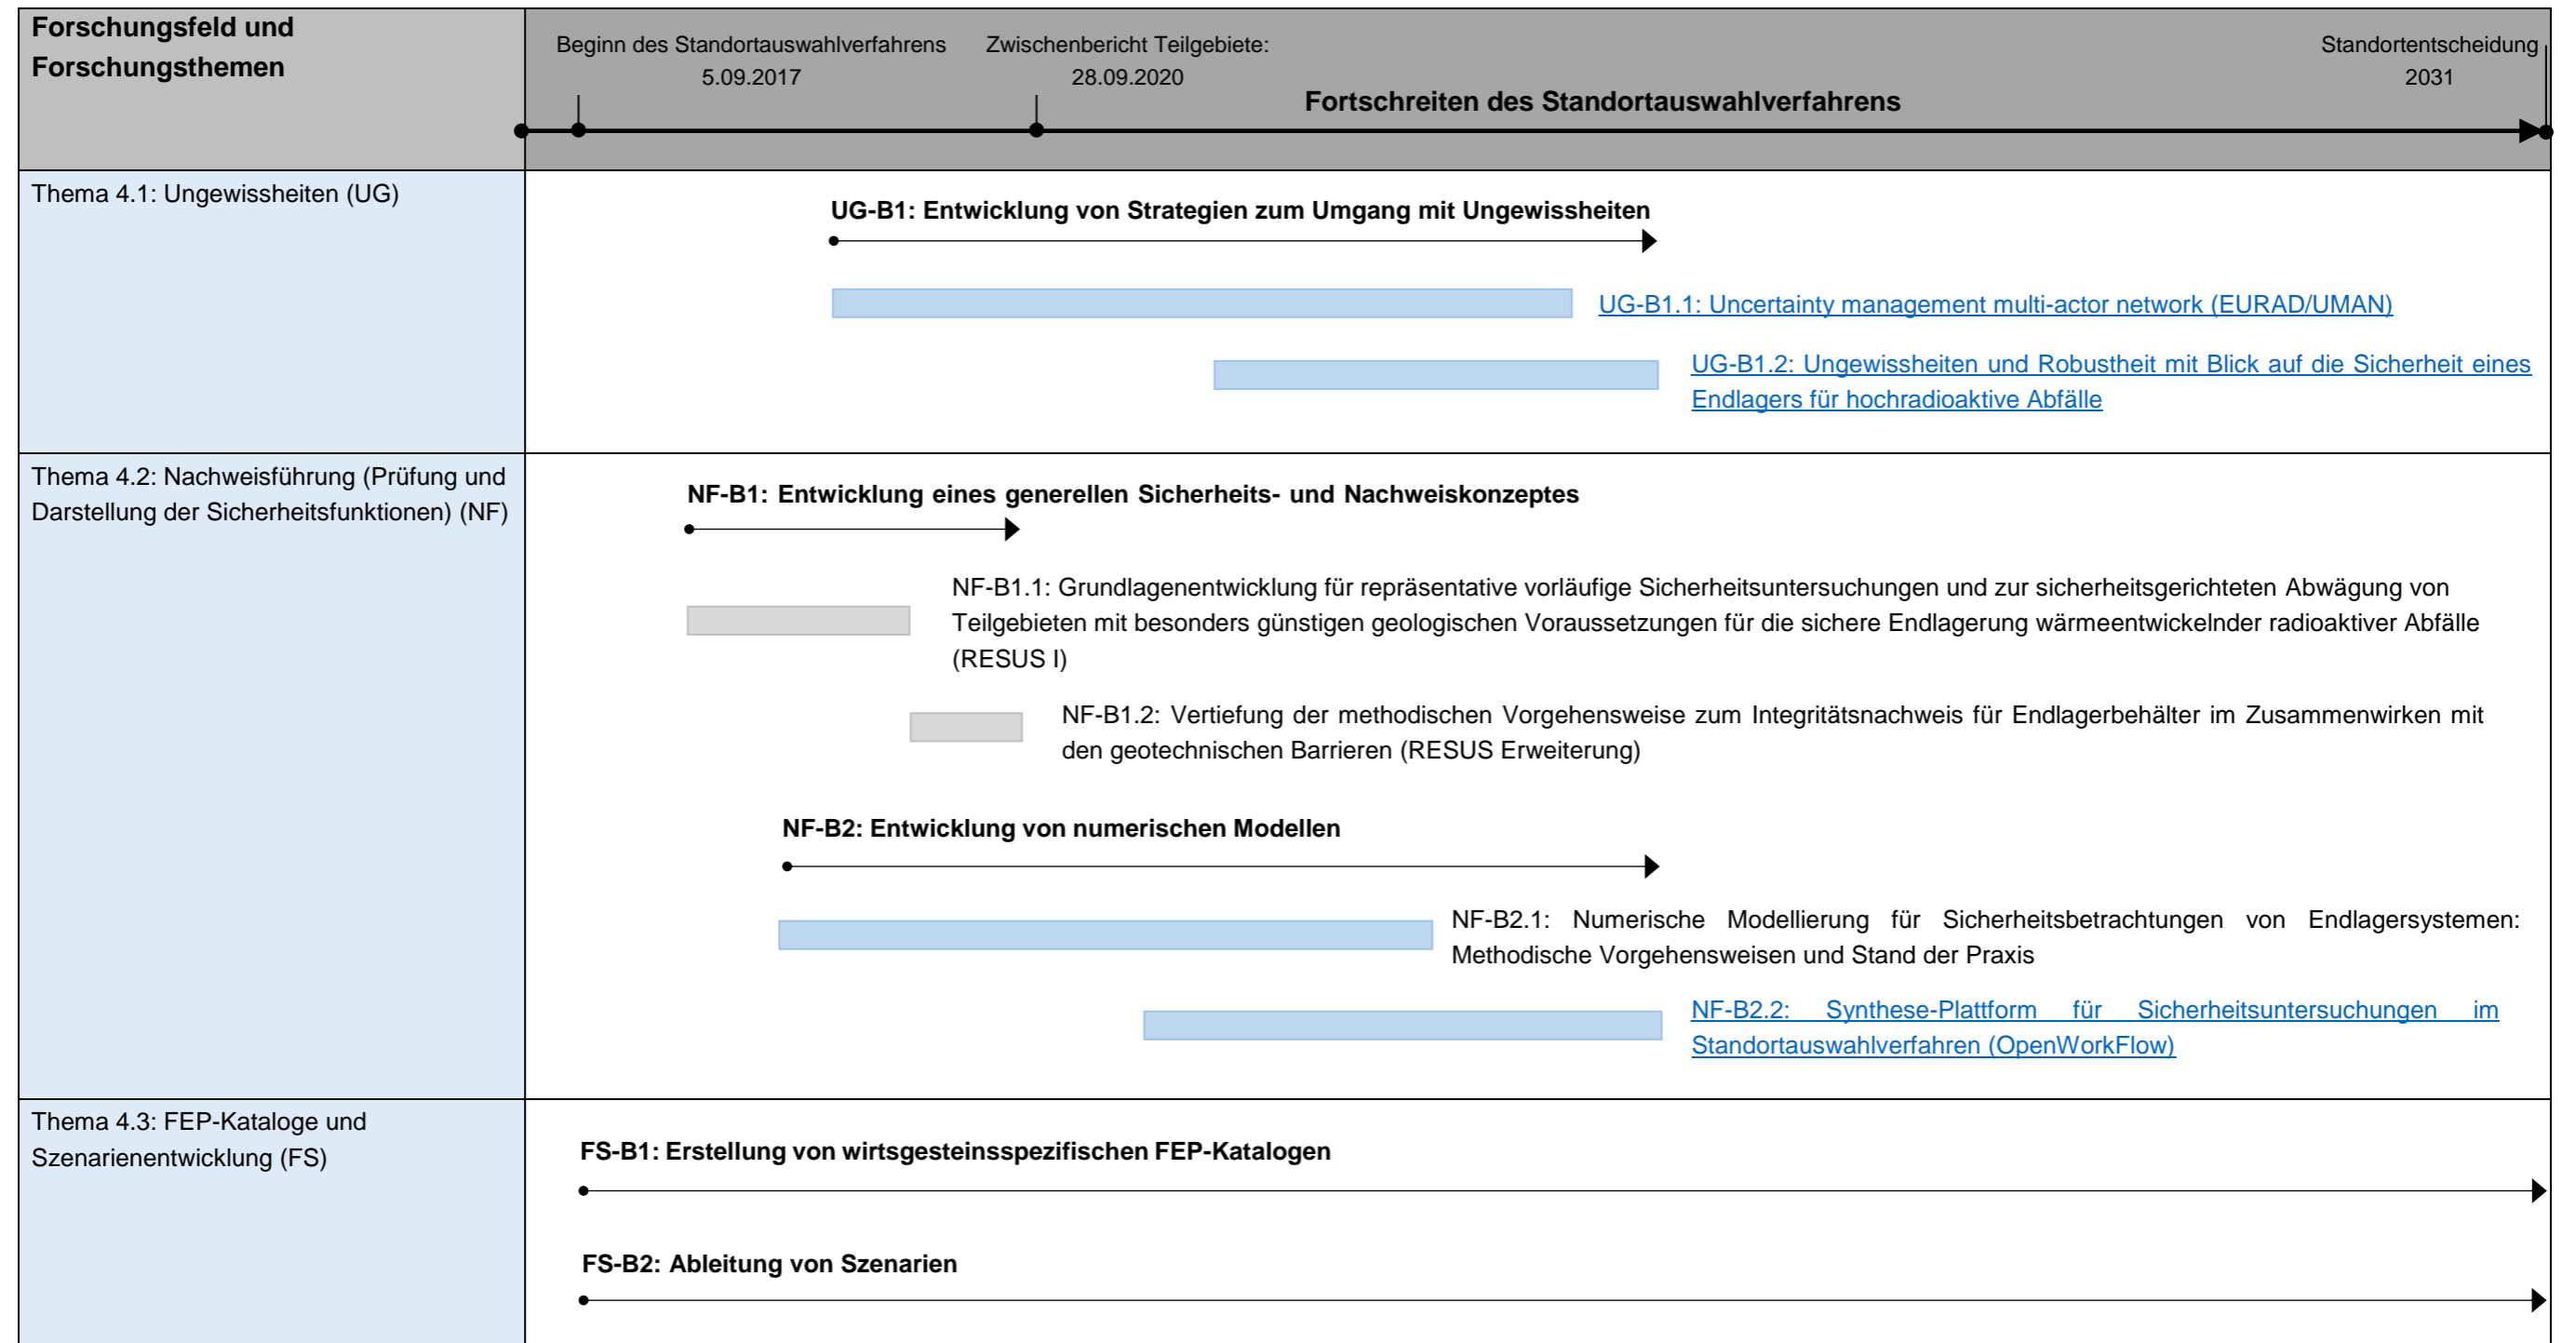 Forschungsfeld und
Forschungsthemen
Beginn des Standortauswahlverfahrens
5.09.2017
Zwischenbericht Teilgebiete:
28.09.2020
Standortentscheidung
2031
Fortschreiten des Standortauswahlverfahrens
Thema 4.1: Ungewissheiten (UG)
UG-B1: Entwicklung von Strategien zum Umgang mit Ungewissheiten
UG-B1.1: Uncertainty management multi-actor network (EURAD/UMAN)
UG-B1.2: Ungewissheiten und Robustheit mit Blick auf die Sicherheit eines
Endlagers für hochradioaktive Abfälle
Thema 4.2: Nachweisführung (Prüfung und
Darstellung der Sicherheitsfunktionen) (NF)
NF-B1: Entwicklung eines generellen Sicherheits- und Nachweiskonzeptes
NF-B1.1: Grundlagenentwicklung für repräsentative vorläufige Sicherheitsuntersuchungen und zur sicherheitsgerichteten Abwägung von
Teilgebieten mit besonders günstigen geologischen Voraussetzungen für die sichere Endlagerung wärmeentwickelnder radioaktiver Abfälle
(RESUS I)
NF-B1.2: Vertiefung der methodischen Vorgehensweise zum Integritätsnachweis für Endlagerbehälter im Zusammenwirken mit
den geotechnischen Barrieren (RESUS Erweiterung)
NF-B2: Entwicklung von numerischen Modellen
NF-B2.1: Numerische Modellierung für Sicherheitsbetrachtungen von Endlagersystemen:
Methodische Vorgehensweisen und Stand der Praxis
NF-B2.2: Synthese-Plattform für Sicherheitsuntersuchungen im
Standortauswahlverfahren (OpenWorkFlow)
Thema 4.3: FEP-Kataloge und
Szenarienentwicklung (FS)
FS-B1: Erstellung von wirtsgesteinsspezifischen FEP-Katalogen
FS-B2: Ableitung von Szenarien